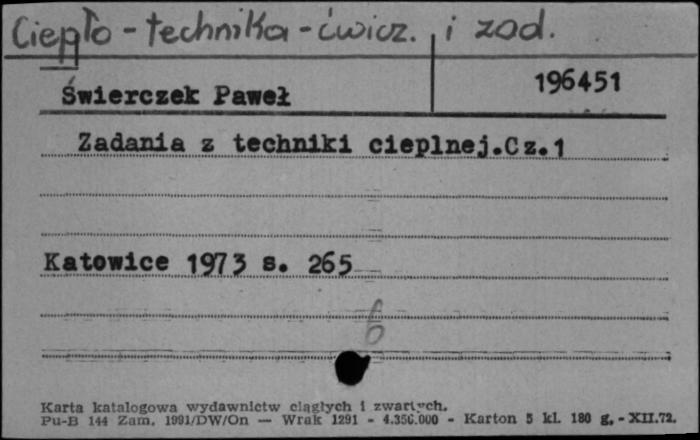 Ciepło - technika - ćwicz. i zad.
Świerczek Paweł
196451
Zadania z techniki cieplnej.Cz.1
Katowice 1973 s. 265
6
Karta katalogowa wydawnictw ciągłych i zwartych.
Pu-B 144 Zam. 1991/DW/On — Wrak 1291 - 4.350.000 - Karton 5 kl. 180 g. - XII.72.